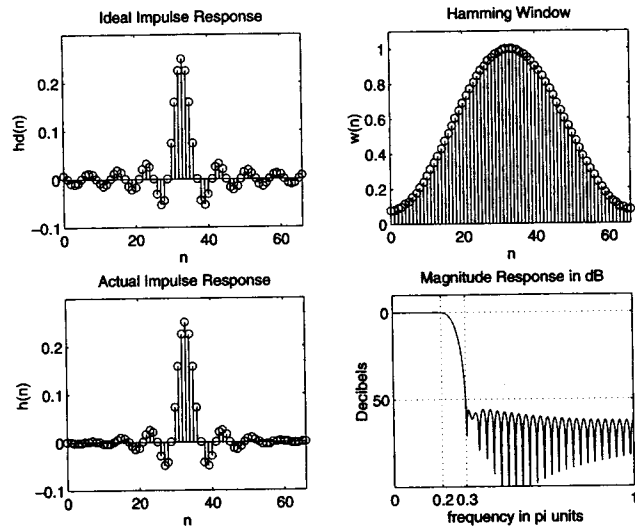 Ideal Impulse Response
hd(n)
0.2
0.1
0
−0.1
0
20
40
60
n
Hamming Window
w(n)
1
0.8
0.6
0.4
0.2
0
0
20
40
60
n
Actual Impulse Response
h(n)
0.2
0.1
0
−0.1
0
20
40
60
n
Magnitude Response in dB
Decibels
0
50
0
0.2
0.3
1
frequency in pi units